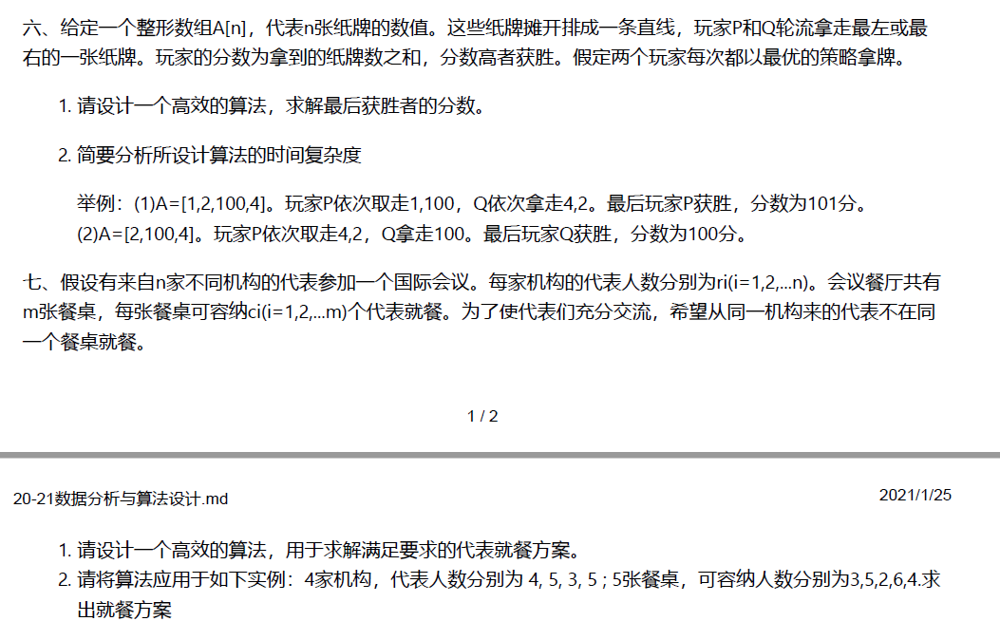 六、给定一个整形数组A[n]，代表n张纸牌的数值。这些纸牌摊开排成一条直线，玩家P和Q轮流拿走最左或最
右的一张纸牌。玩家的分数为拿到的纸牌数之和，分数高者获胜。假定两个玩家每次都以最优的策略拿牌。
1. 请设计一个高效的算法，求解最后获胜者的分数。
2. 简要分析所设计算法的时间复杂度
举例：(1)A=[1,2,100,4]。玩家P依次取走1,100，Q依次拿走4,2。最后玩家P获胜，分数为101分。
(2)A=[2,100,4]。玩家P依次取走4,2，Q拿走100。最后玩家Q获胜，分数为100分。
七、假设有来自n家不同机构的代表参加一个国际会议。每家机构的代表人数分别为ri(i=1,2,...n)。会议餐厅共有
m张餐桌，每张餐桌可容纳ci(i=1,2,...m)个代表就餐。为了使代表们充分交流，希望从同一机构来的代表不在同
一个餐桌就餐。
1 / 2
20-21数据分析与算法设计.md
2021/1/25
1. 请设计一个高效的算法，用于求解满足要求的代表就餐方案。
2. 请将算法应用于如下实例：4家机构，代表人数分别为 4, 5, 3, 5 ; 5张餐桌，可容纳人数分别为3,5,2,6,4.求
出就餐方案